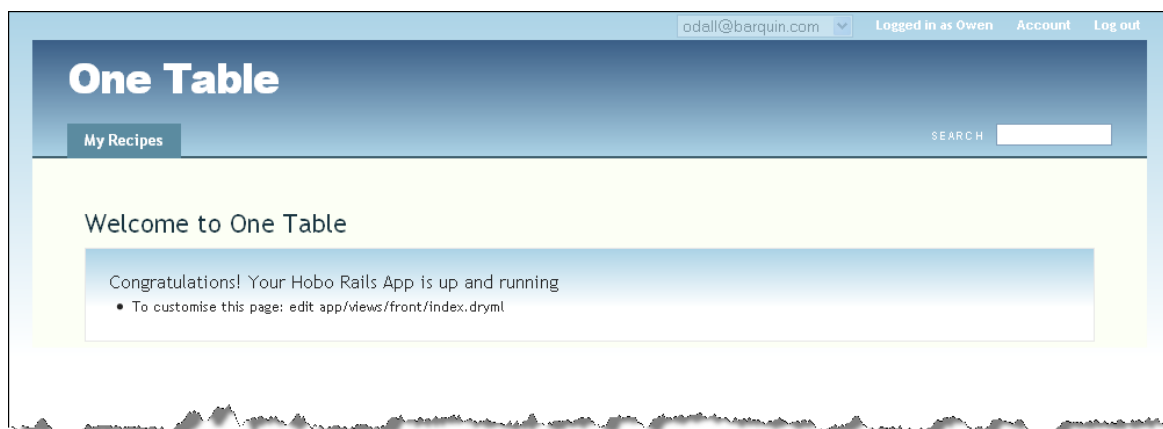 odall@barquin.com Logged in as Owen Account Log out
One Table
My Recipes SEARCH
Welcome to One Table
Congratulations! Your Hobo Rails App is up and running
• To customise this page: edit app/views/front/index.dryml